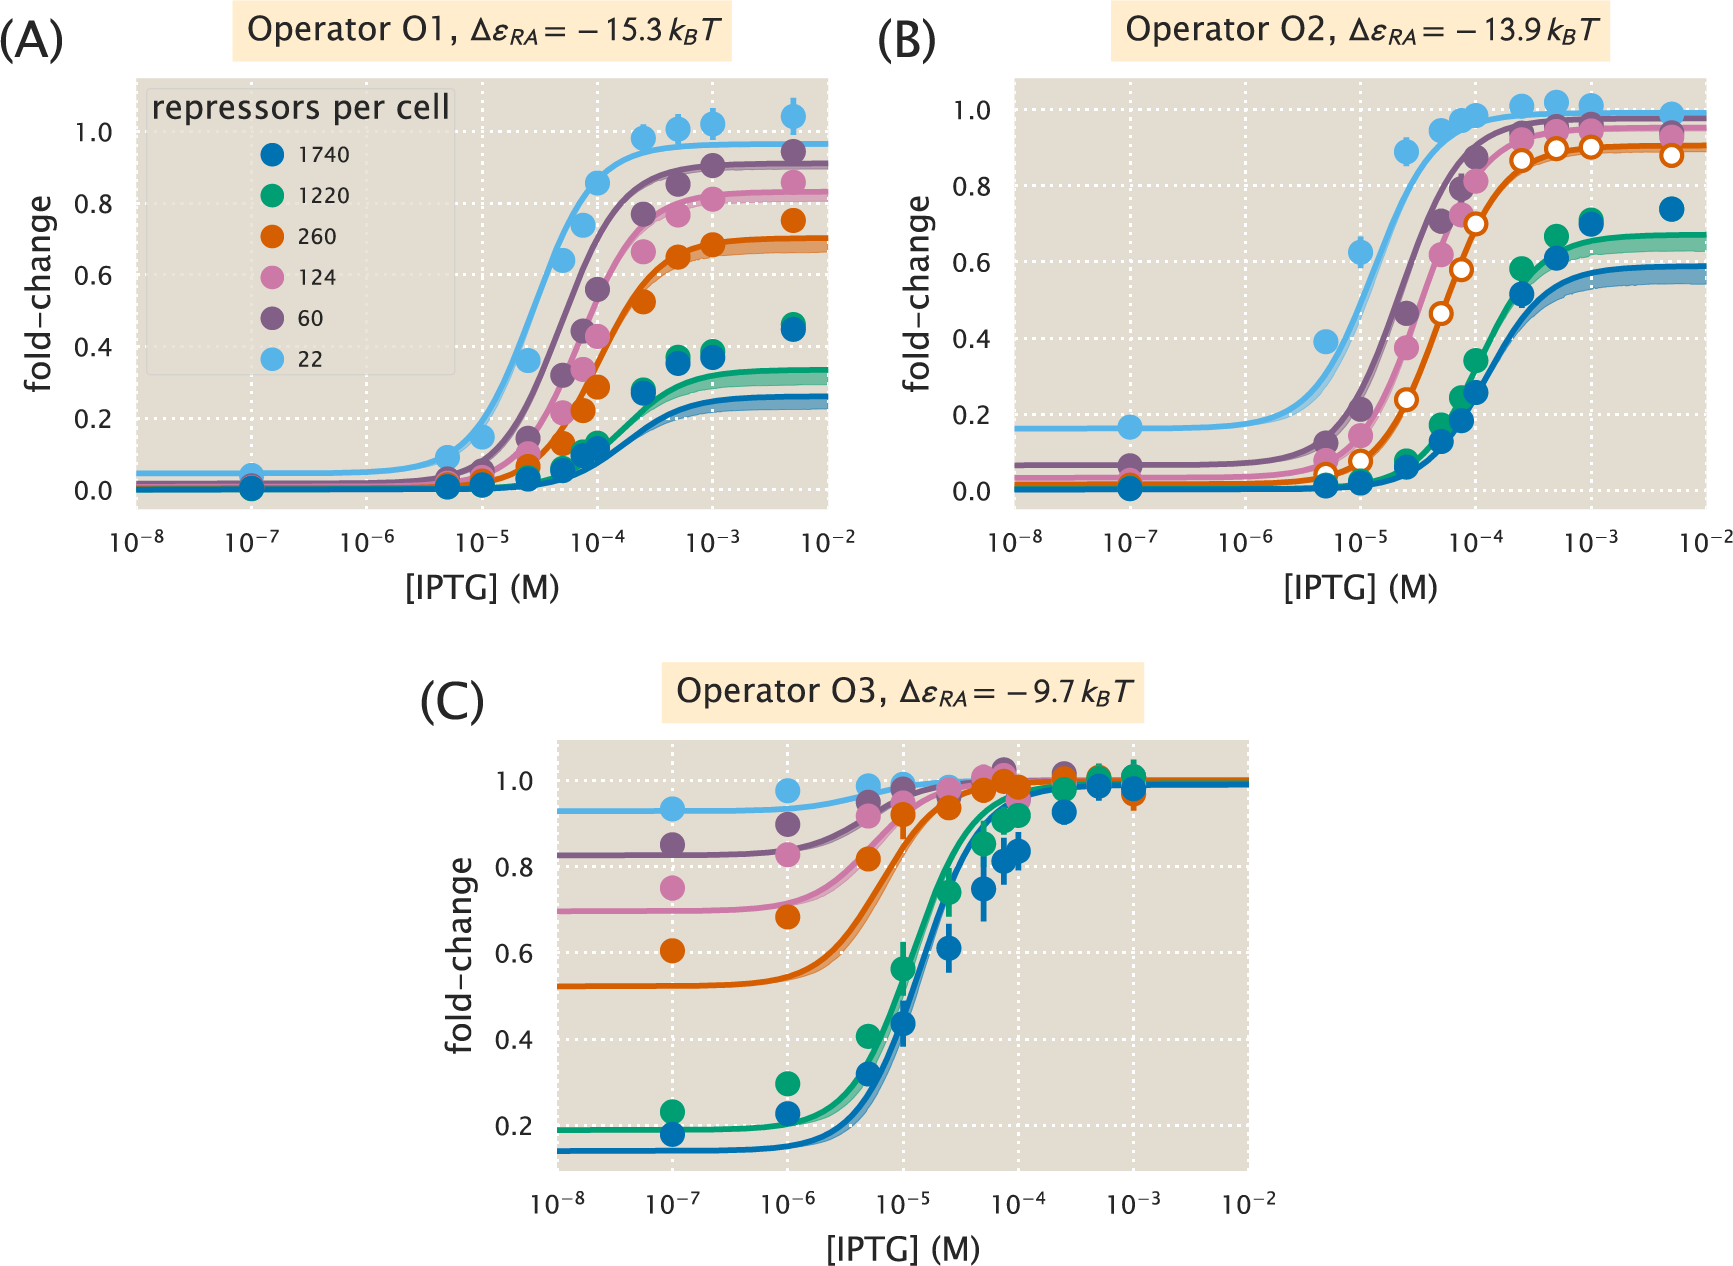 (A)
Operator O1, Δε_RA = −15.3 k_BT
repressors per cell
1740
1220
260
124
60
22
fold-change
1.0
0.8
0.6
0.4
0.2
0.0
10⁻⁸ 10⁻⁷ 10⁻⁶ 10⁻⁵ 10⁻⁴ 10⁻³ 10⁻²
[IPTG] (M)
(B)
Operator O2, Δε_RA = −13.9 k_BT
fold-change
1.0
0.8
0.6
0.4
0.2
0.0
10⁻⁸ 10⁻⁷ 10⁻⁶ 10⁻⁵ 10⁻⁴ 10⁻³ 10⁻²
[IPTG] (M)
(C)
Operator O3, Δε_RA = −9.7 k_BT
fold-change
1.0
0.8
0.6
0.4
0.2
10⁻⁸ 10⁻⁷ 10⁻⁶ 10⁻⁵ 10⁻⁴ 10⁻³ 10⁻²
[IPTG] (M)